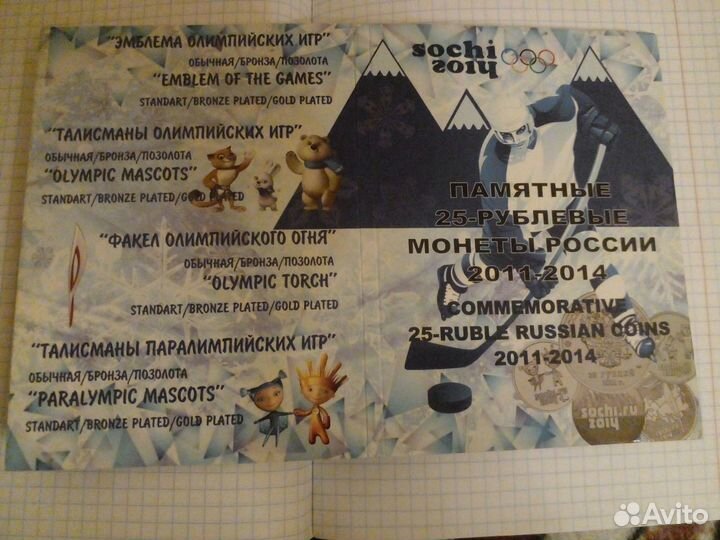 "ЭМБЛЕМА ОЛИМПИЙСКИХ ИГР"
ОБЫЧНАЯ/БРОНЗА/ПОЗОЛОТА
"EMBLEM OF THE GAMES"
STANDART/BRONZE PLATED/GOLD PLATED
"ТАЛИСМАНЫ ОЛИМПИЙСКИХ ИГР"
ОБЫЧНАЯ/БРОНЗА/ПОЗОЛОТА
"OLYMPIC MASCOTS"
STANDART/BRONZE PLATED/GOLD PLATED
"ФАКЕЛ ОЛИМПИЙСКОГО ОГНЯ"
ОБЫЧНАЯ/БРОНЗА/ПОЗОЛОТА
"OLYMPIC TORCH"
STANDART/BRONZE PLATED/GOLD PLATED
"ТАЛИСМАНЫ ПАРАЛИМПИЙСКИХ ИГР"
ОБЫЧНАЯ/БРОНЗА/ПОЗОЛОТА
"PARALYMPIC MASCOTS"
STANDART/BRONZE PLATED/GOLD PLATED
sochi
2014
ПАМЯТНЫЕ
25-РУБЛЕВЫЕ
МОНЕТЫ РОССИИ
2011-2014
COMMEMORATIVE
25-RUBLE RUSSIAN COINS
2011-2014
sochi.ru
2014
Avito